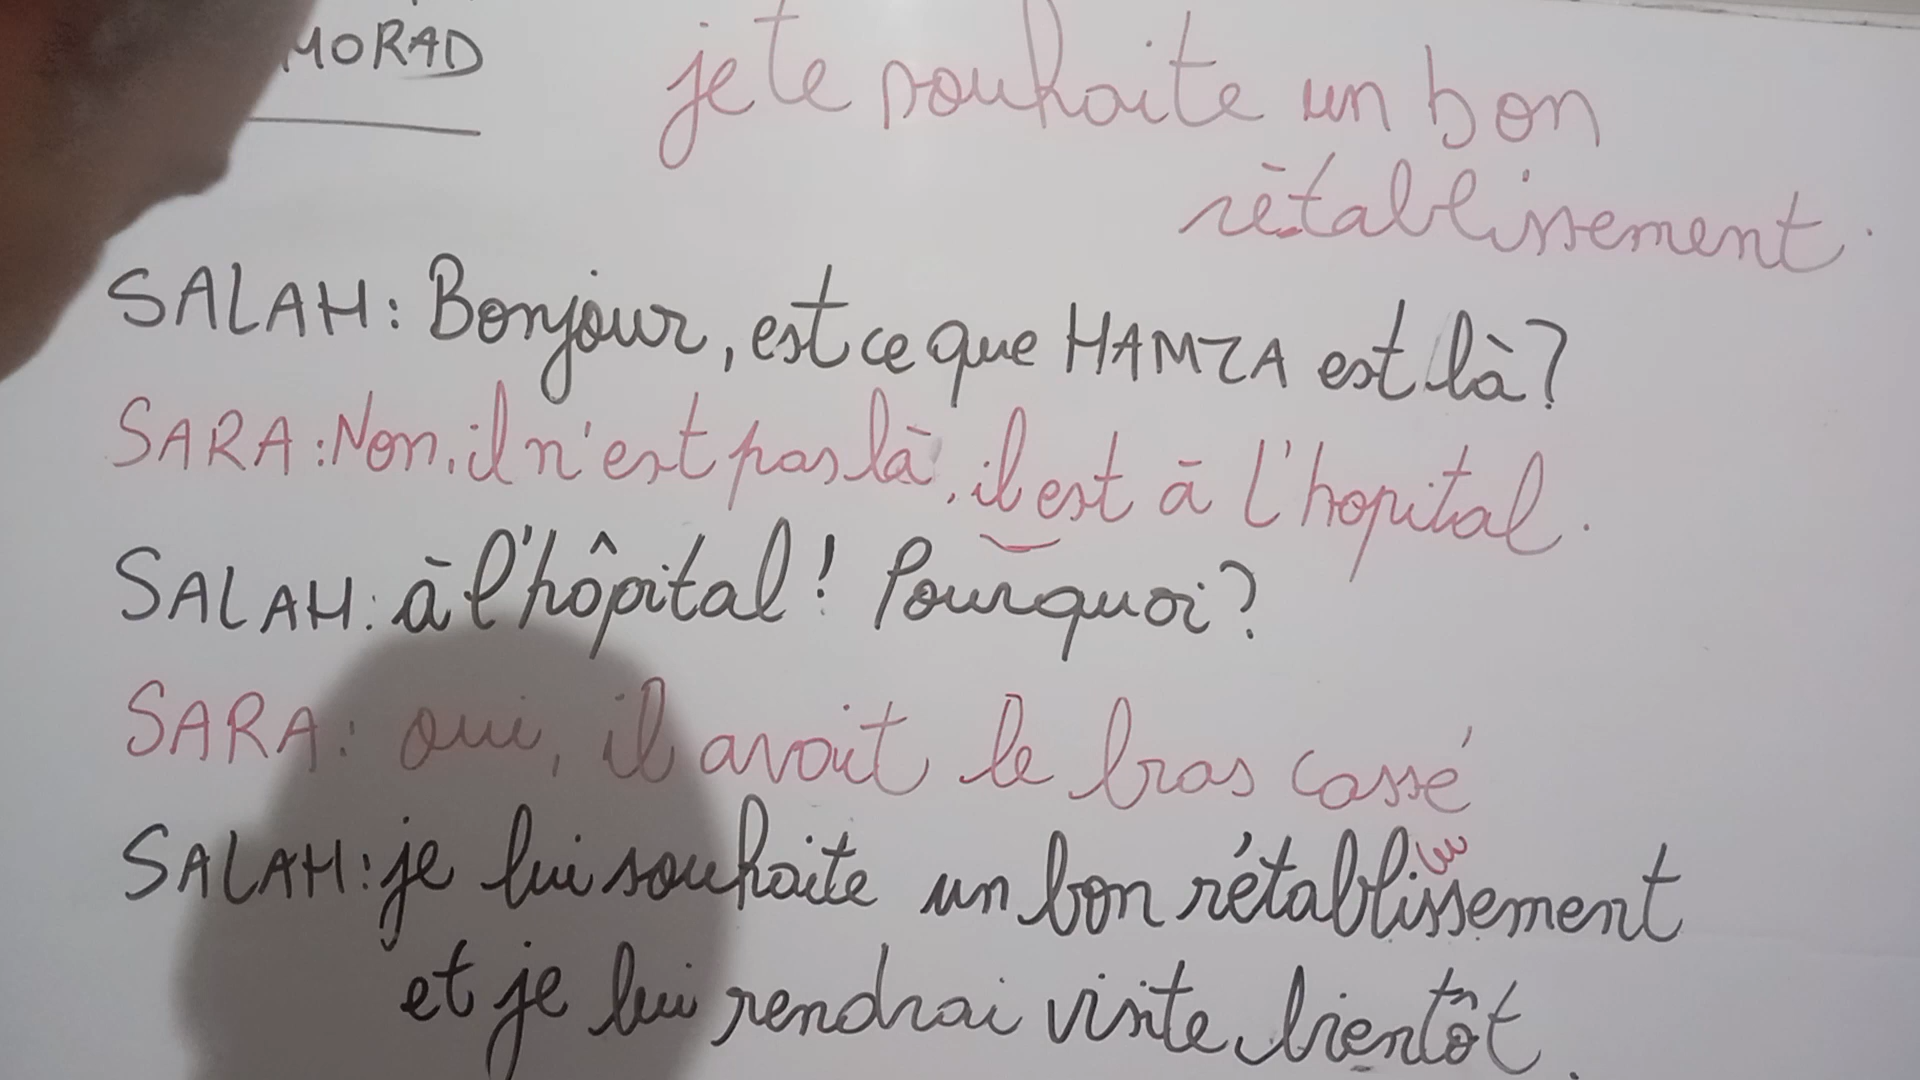 MORAD
je te souhaite un bon
rétablissement.
SALAH: Bonjour, est ce que HAMZA est là?
SARA: Non, il n'est pas là, il est à l'hopital.
SALAH: à l'hôpital! Pourquoi?
SARA: oui, il avait le bras cassé
SALAH: je lui souhaite un bon rétablissement
et je lui rendrai visite bientôt.